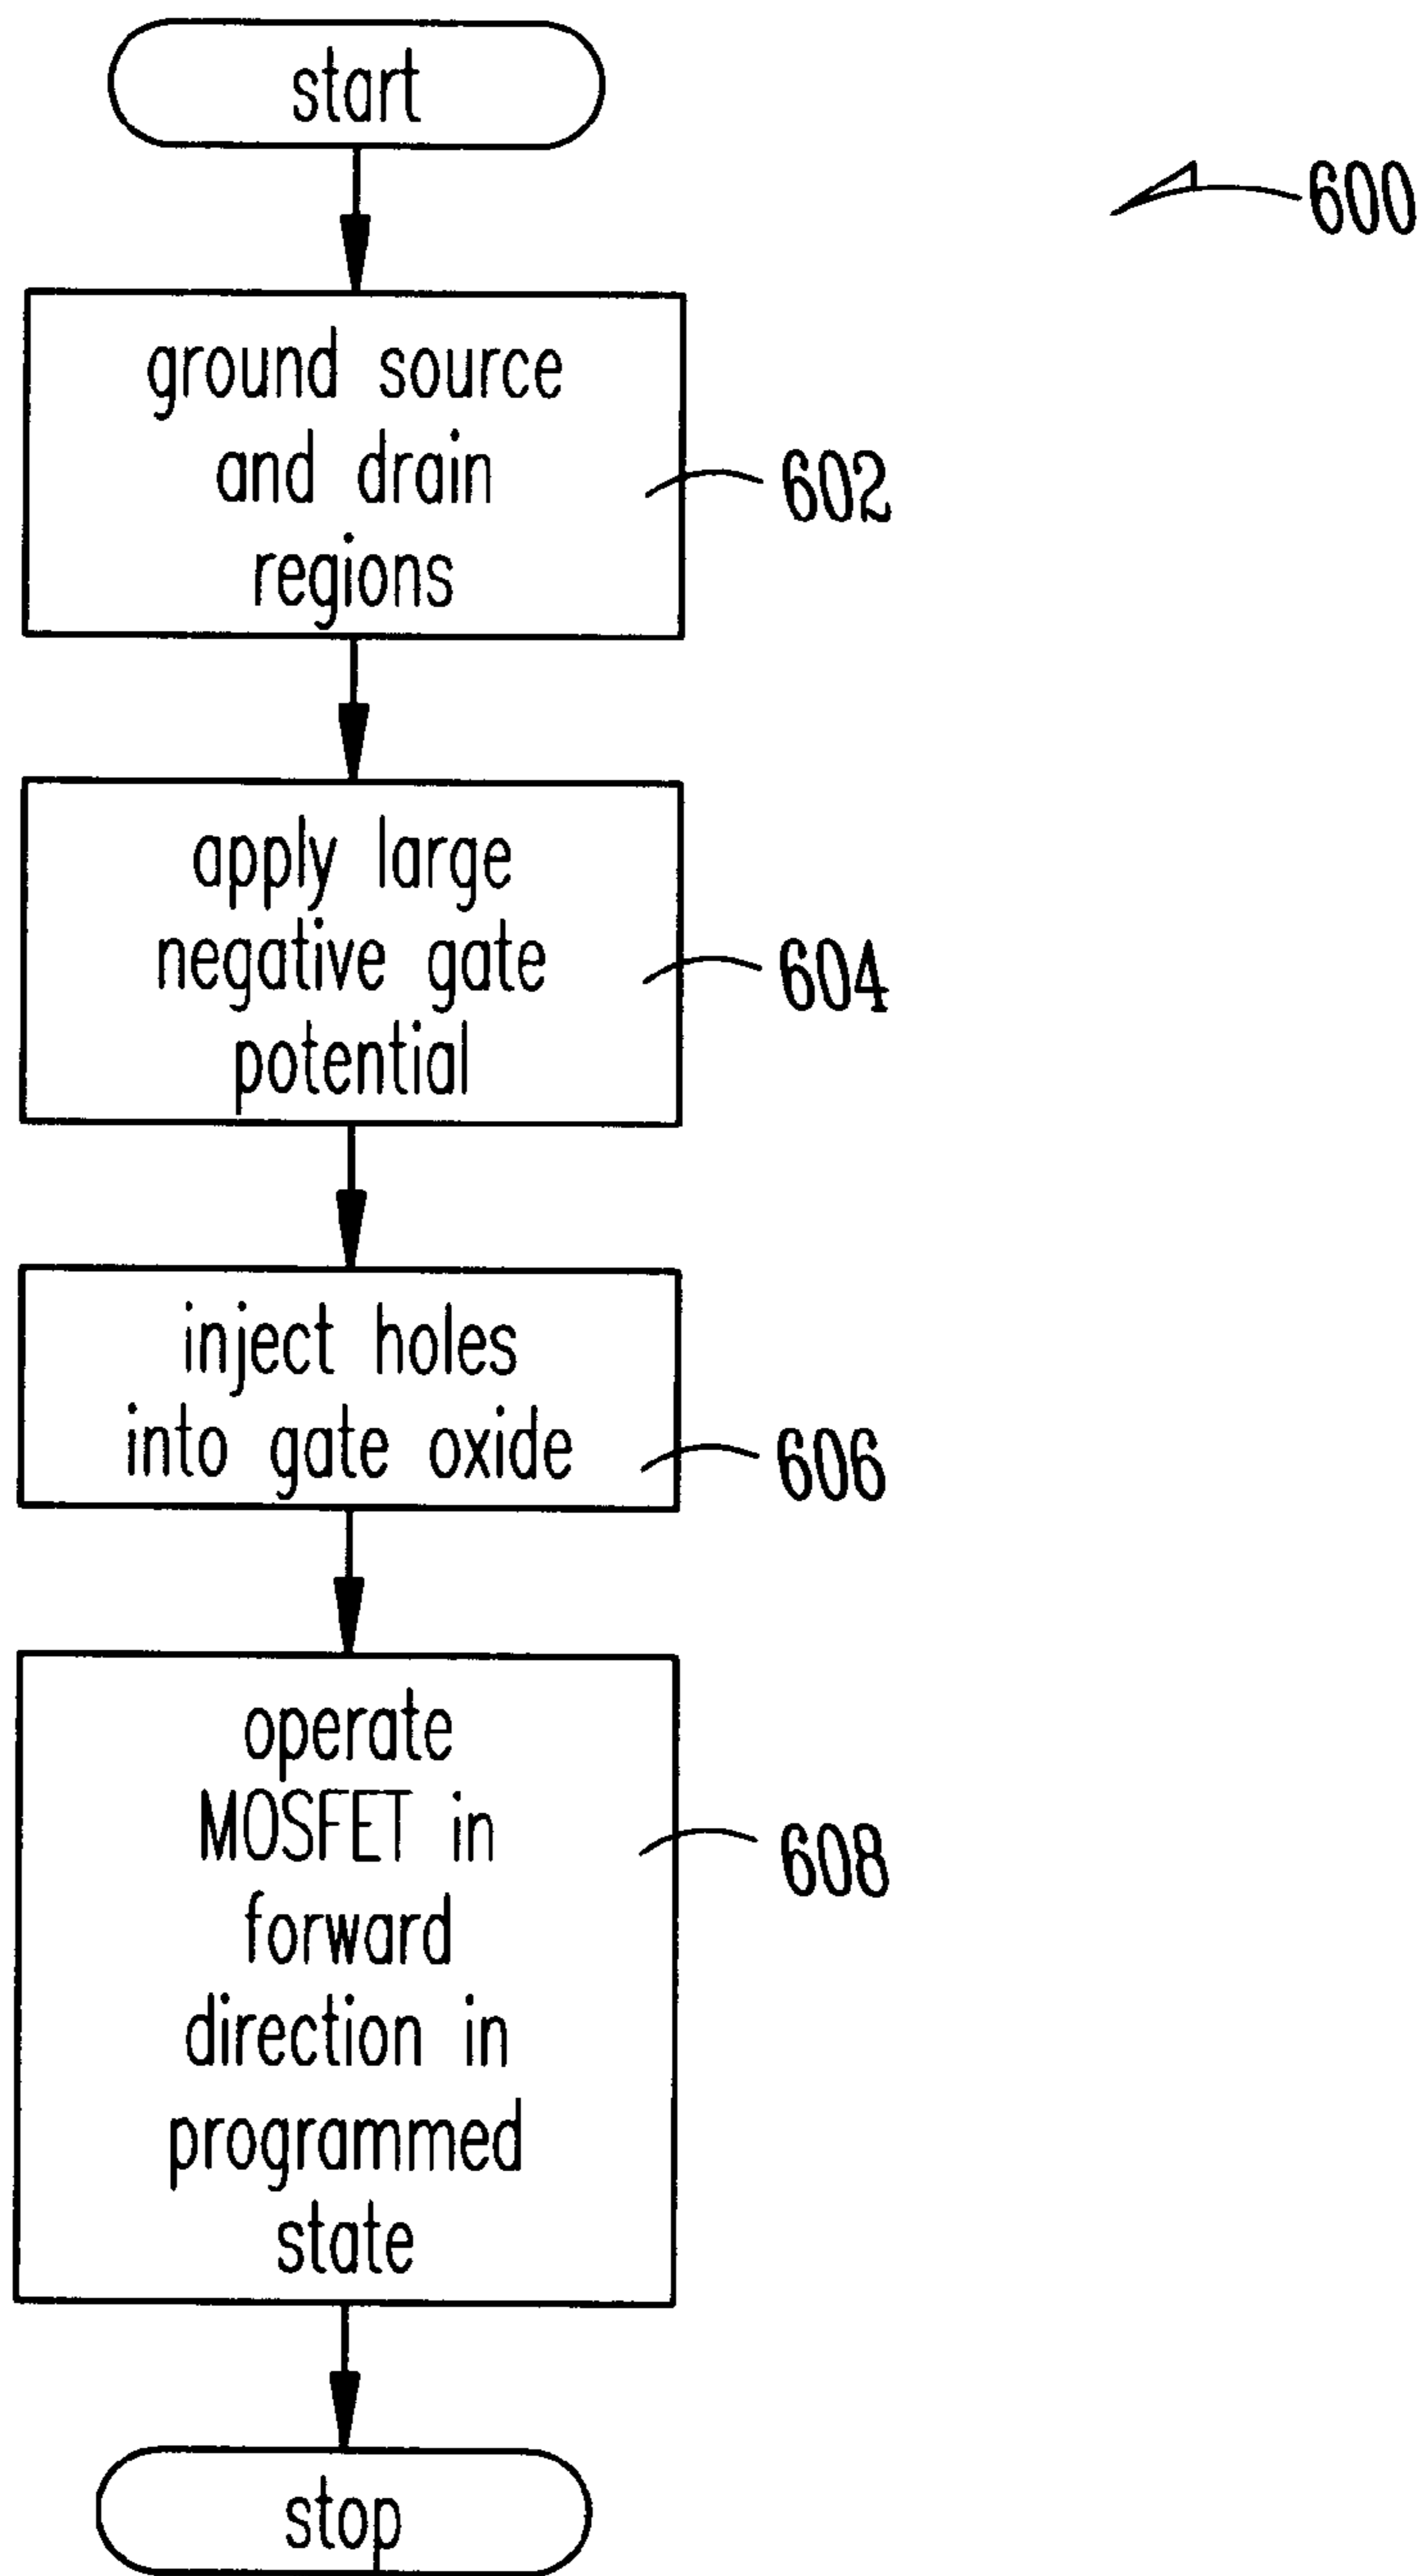 start
600
ground source
and drain
regions
602
apply large
negative gate
potential
604
inject holes
into gate oxide
606
operate
MOSFET in
forward
direction in
programmed
state
608
stop